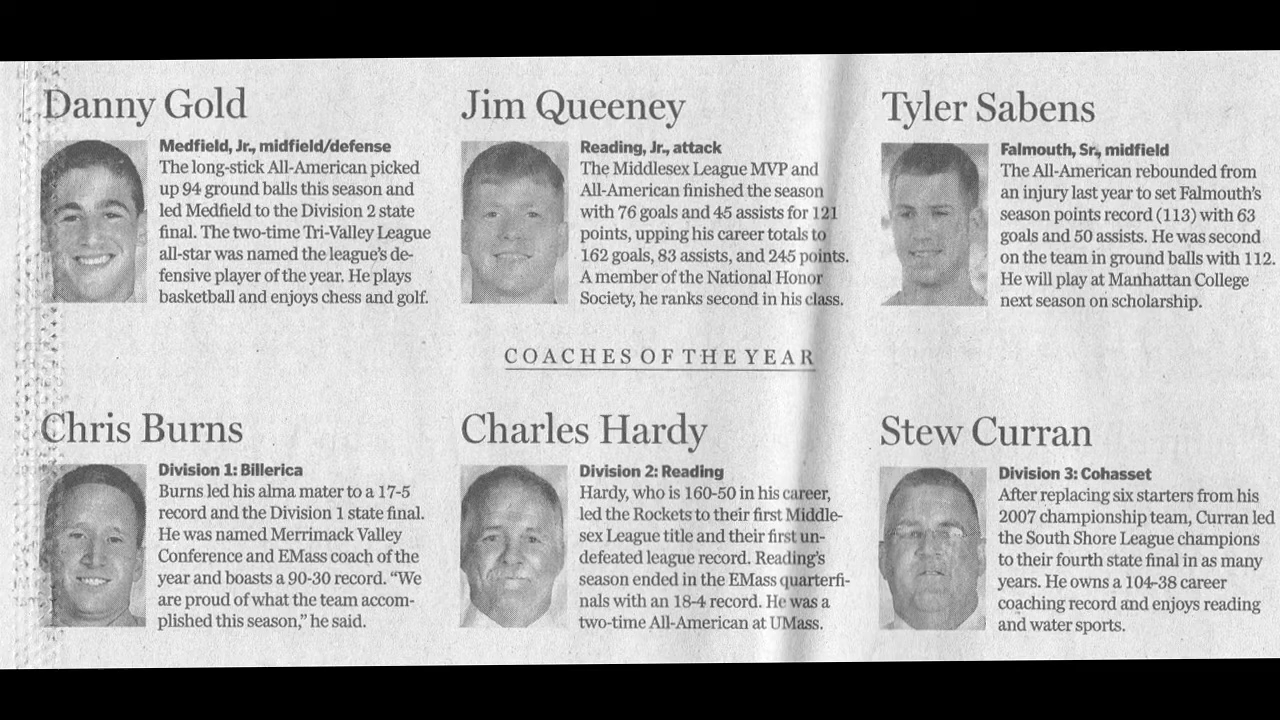 Danny Gold
Medfield, Jr., midfield/defense
The long-stick All-American picked
up 94 ground balls this season and
led Medfield to the Division 2 state
final. The two-time Tri-Valley League
all-star was named the league's de-
fensive player of the year. He plays
basketball and enjoys chess and golf.
Jim Queeney
Reading, Jr., attack
The Middlesex League MVP and
All-American finished the season
with 76 goals and 45 assists for 121
points, upping his career totals to
162 goals, 83 assists, and 245 points.
A member of the National Honor
Society, he ranks second in his class.
Tyler Sabens
Falmouth, Sr., midfield
The All-American rebounded from
an injury last year to set Falmouth's
season points record (113) with 63
goals and 50 assists. He was second
on the team in ground balls with 112.
He will play at Manhattan College
next season on scholarship.
COACHES OF THE YEAR
Chris Burns
Division 1: Billerica
Burns led his alma mater to a 17-5
record and the Division 1 state final.
He was named Merrimack Valley
Conference and EMass coach of the
year and boasts a 90-30 record. “We
are proud of what the team accom-
plished this season,” he said.
Charles Hardy
Division 2: Reading
Hardy, who is 160-50 in his career,
led the Rockets to their first Middle-
sex League title and their first un-
defeated league record. Reading's
season ended in the EMass quarterfi-
nals with an 18-4 record. He was a
two-time All-American at UMass.
Stew Curran
Division 3: Cohasset
After replacing six starters from his
2007 championship team, Curran led
the South Shore League champions
to their fourth state final in as many
years. He owns a 104-38 career
coaching record and enjoys reading
and water sports.